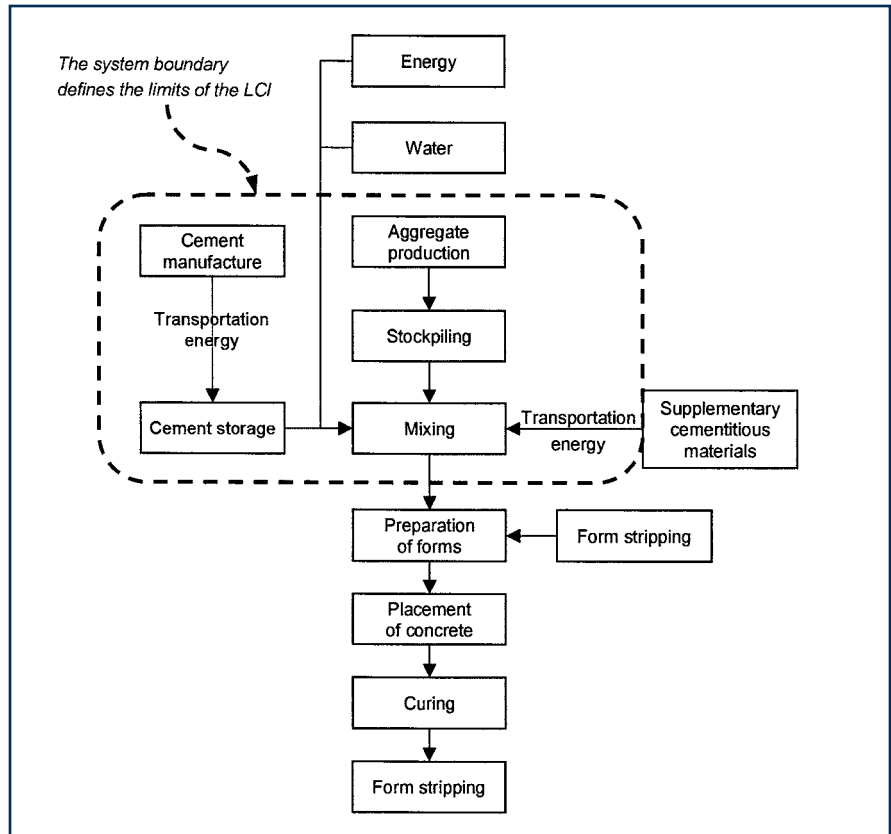 The system boundary
defines the limits of the LCI
Energy
Water
Cement
manufacture
Aggregate
production
Transportation
energy
Stockpiling
Cement storage
Mixing
Transportation
energy
Supplementary
cementitious
materials
Preparation
of forms
Form stripping
Placement
of concrete
Curing
Form stripping